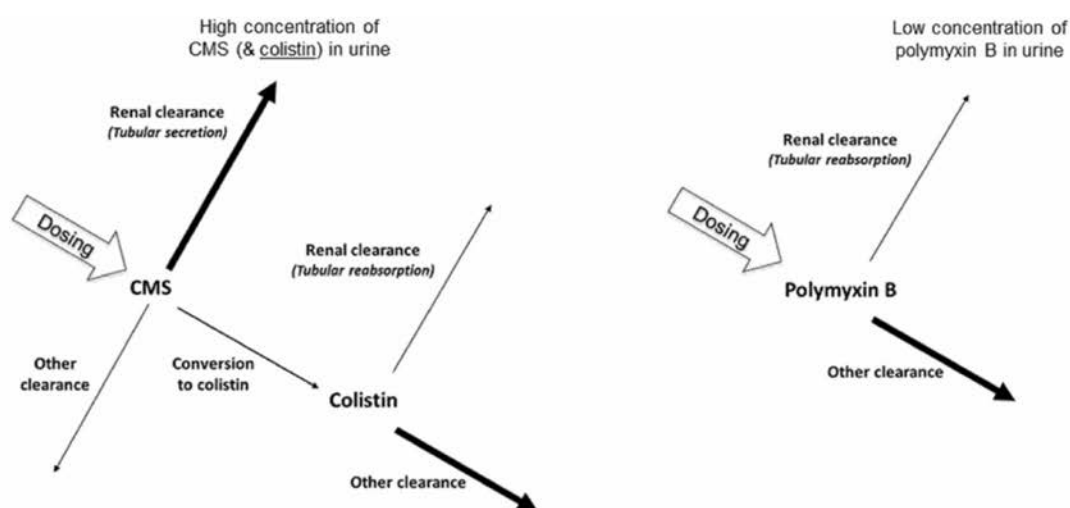 High concentration of
CMS (& colistin) in urine
Renal clearance
(Tubular secretion)
Dosing
CMS
Other
clearance
Conversion
to colistin
Renal clearance
(Tubular reabsorption)
Colistin
Other clearance
Low concentration of
polymyxin B in urine
Renal clearance
(Tubular reabsorption)
Dosing
Polymyxin B
Other clearance